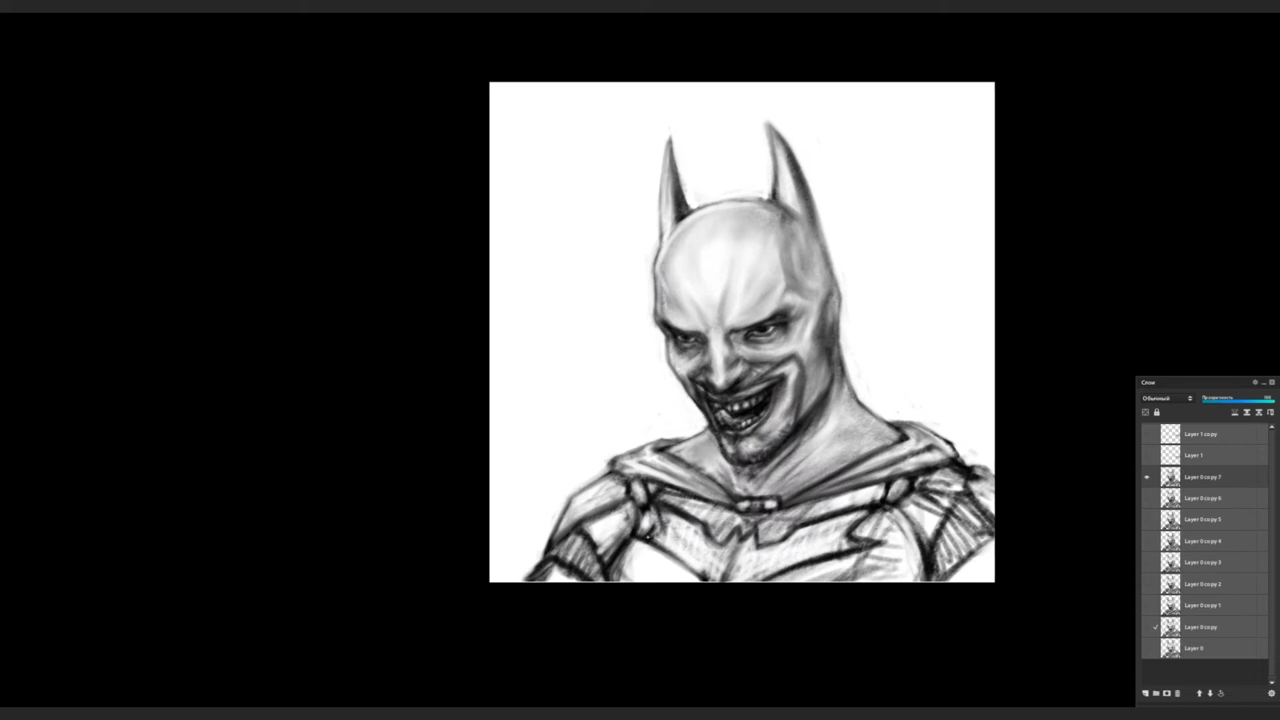 Слои
Обычный Прозрачность 100
Layer 1 copy
Layer 1
Layer 0 copy 7
Layer 0 copy 6
Layer 0 copy 5
Layer 0 copy 4
Layer 0 copy 3
Layer 0 copy 2
Layer 0 copy 1
Layer 0 copy
Layer 0